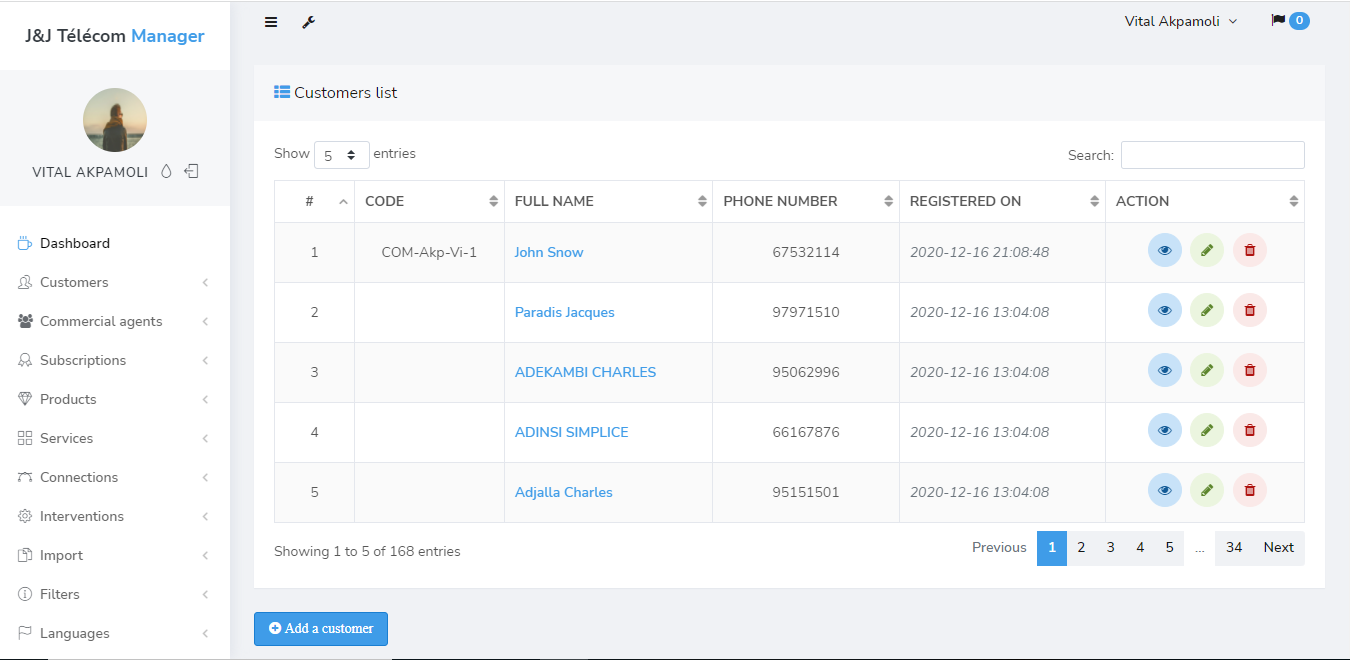 J&J Télécom Manager
Vital Akpamoli
0
VITAL AKPAMOLI
Dashboard
Customers
Commercial agents
Subscriptions
Products
Services
Connections
Interventions
Import
Filters
Languages
Customers list
Show 5 entries
Search:
# CODE FULL NAME PHONE NUMBER REGISTERED ON ACTION
1 COM-Akp-Vi-1 John Snow 67532114 2020-12-16 21:08:48
2 Paradis Jacques 97971510 2020-12-16 13:04:08
3 ADEKAMBI CHARLES 95062996 2020-12-16 13:04:08
4 ADINSI SIMPLICE 66167876 2020-12-16 13:04:08
5 Adjalla Charles 95151501 2020-12-16 13:04:08
Showing 1 to 5 of 168 entries
Previous 1 2 3 4 5 … 34 Next
Add a customer